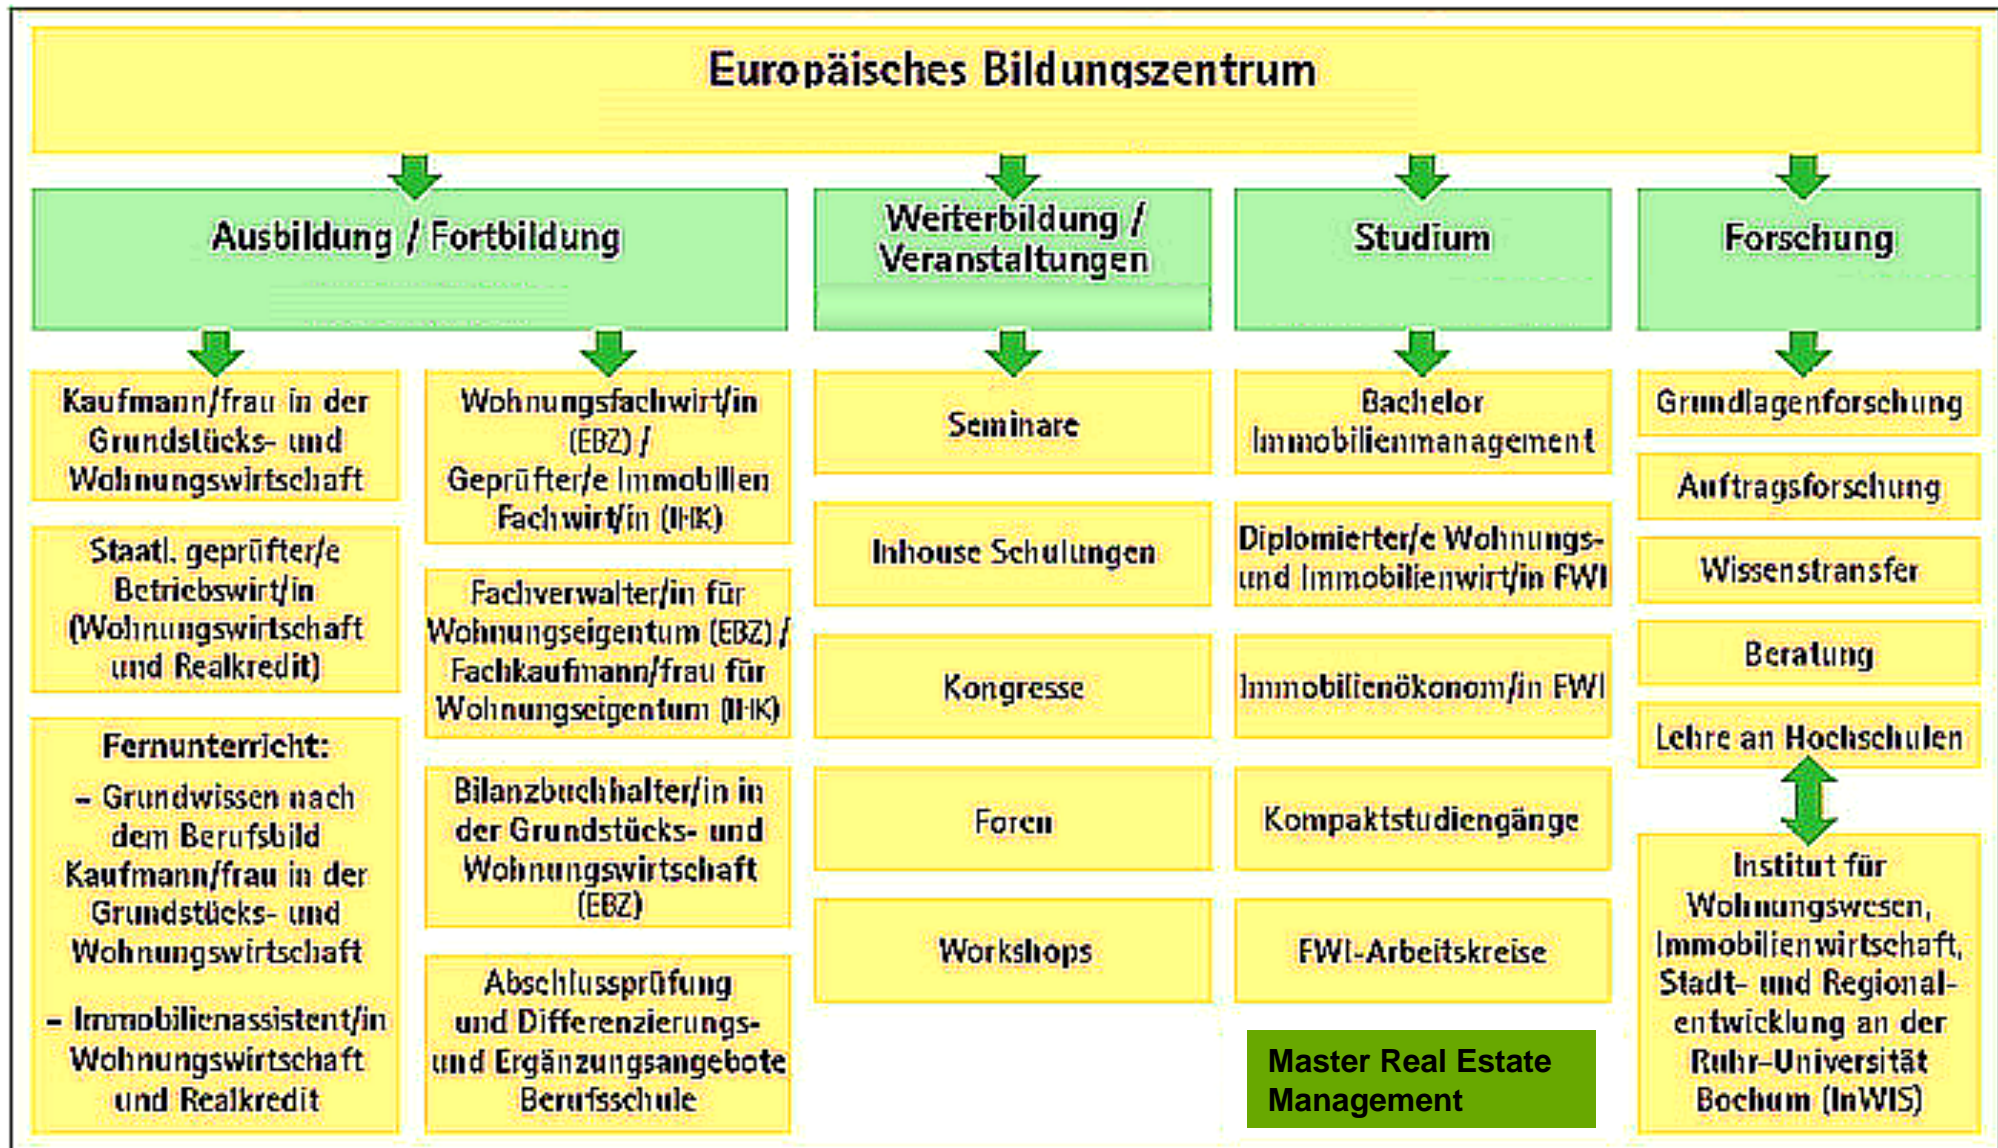 Europäisches Bildungszentrum
Ausbildung / Fortbildung
Kaufmann/frau in der
Grundstücks- und
Wohnungswirtschaft
Staatl. geprüfter/e
Betriebswirt/in
(Wohnungswirtschaft
und Realkredit)
Fernunterricht:
– Grundwissen nach
dem Berufsbild
Kaufmann/frau in der
Grundstücks- und
Wohnungswirtschaft
– Immobilienassistent/in
Wohnungswirtschaft
und Realkredit
Wohnungsfachwirt/in
(EBZ) /
Geprüfter/e Immobilien
Fachwirt/in (IHK)
Fachverwalter/in für
Wohnungseigentum (EBZ) /
Fachkaufmann/frau für
Wohnungseigentum (IHK)
Bilanzbuchhalter/in in
der Grundstücks- und
Wohnungswirtschaft
(EBZ)
Abschlussprüfung
und Differenzierungs-
und Ergänzungsangebote
Berufsschule
Weiterbildung /
Veranstaltungen
Seminare
Inhouse Schulungen
Kongresse
Foren
Workshops
Studium
Bachelor
Immobilienmanagement
Diplomierter/e Wohnungs-
und Immobilienwirt/in FWI
Immobilienökonom/in FWI
Kompaktstudiengänge
FWI-Arbeitskreise
Master Real Estate
Management
Forschung
Grundlagenforschung
Auftragsforschung
Wissenstransfer
Beratung
Lehre an Hochschulen
Institut für
Wohnungswesen,
Immobilienwirtschaft,
Stadt- und Regional-
entwicklung an der
Ruhr-Universität
Bochum (InWIS)